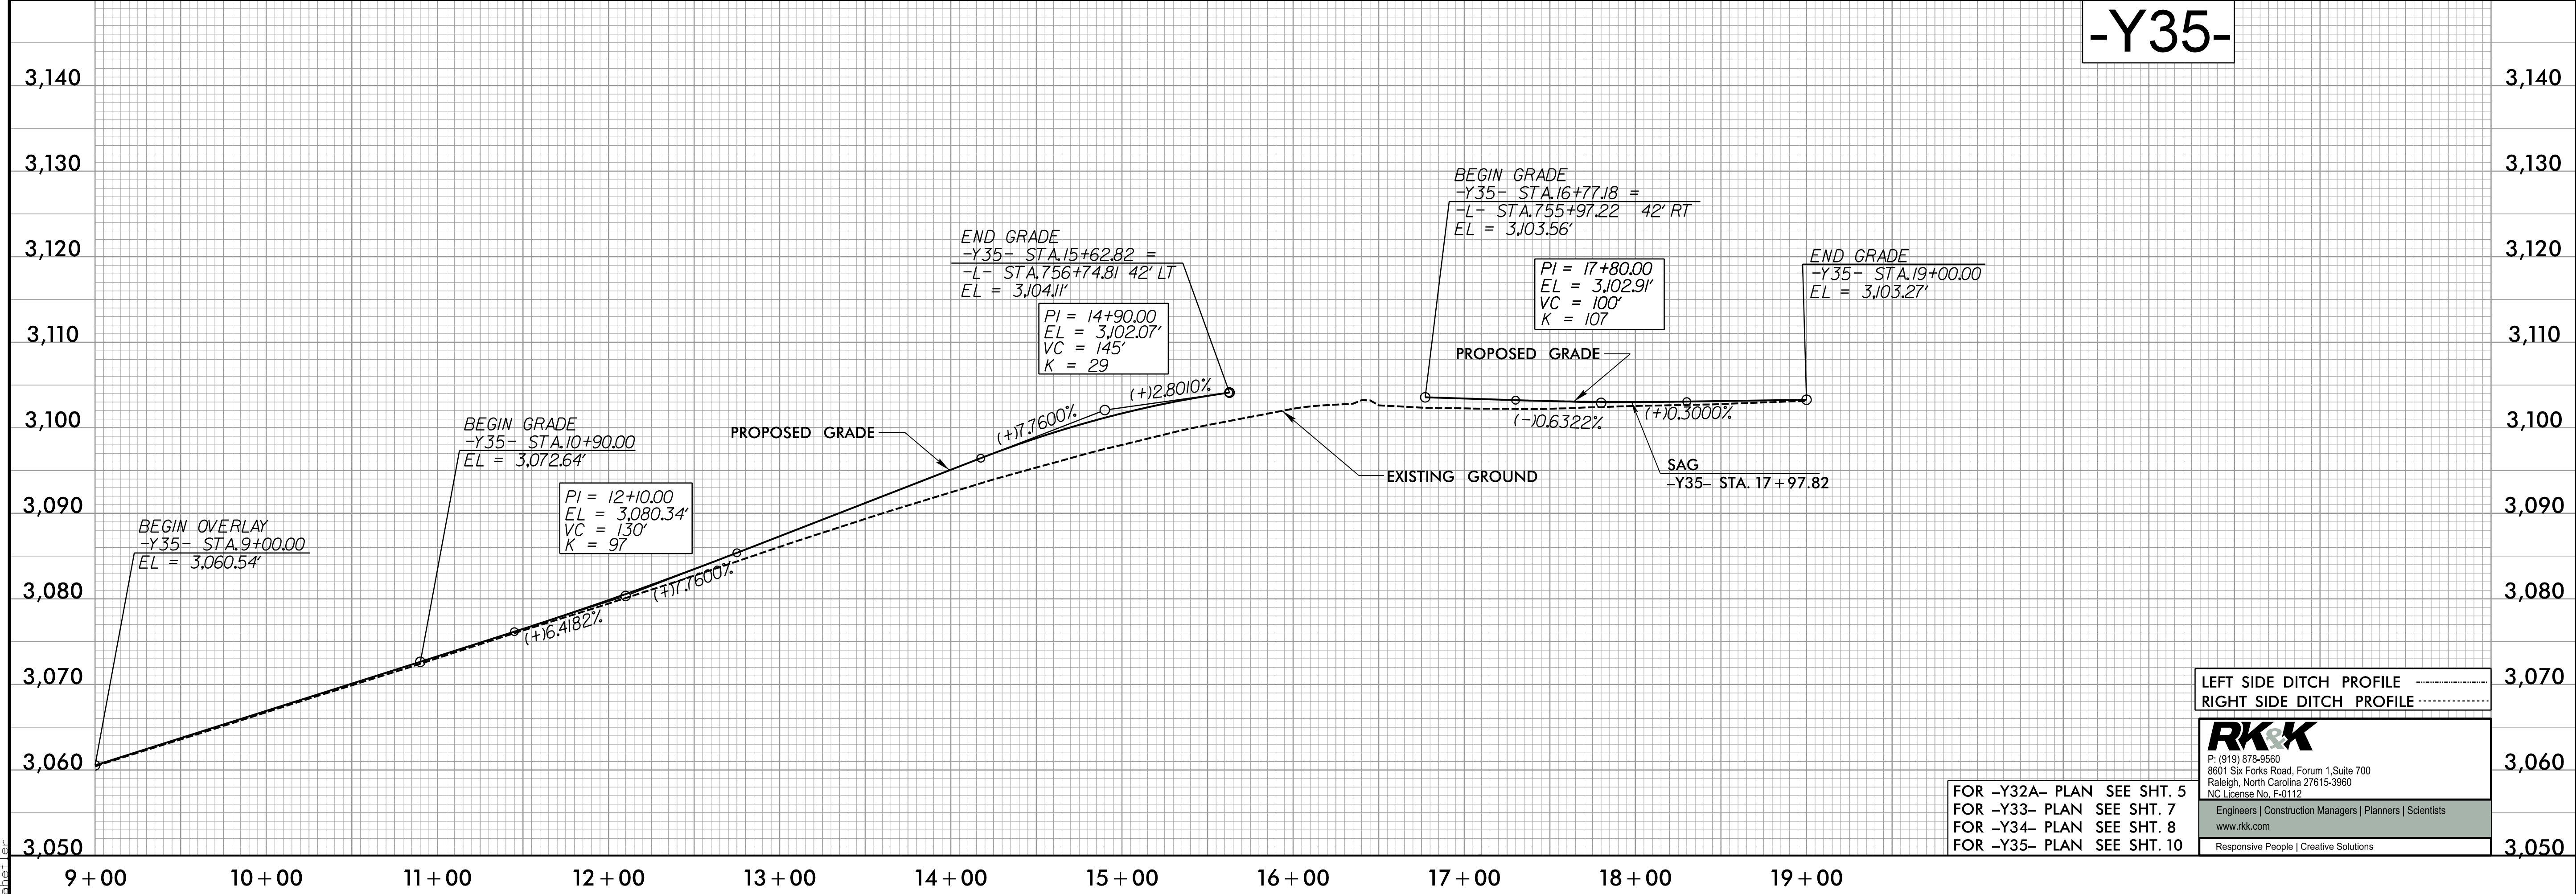 -Y35-
3,140
3,130
3,120
3,110
3,100
3,090
3,080
3,070
3,060
3,050
BEGIN OVERLAY
-Y35- STA.9+00.00
EL = 3,060.54'
BEGIN GRADE
-Y35- STA.10+90.00
EL = 3,072.64'
PI = 12+10.00
EL = 3,080.34'
VC = 130'
K = 97
(+)6.4182%
(+)7.7600%
PROPOSED GRADE
END GRADE
-Y35- STA.15+62.82 =
-L- STA.756+74.81 42' LT
EL = 3,104.11'
PI = 14+90.00
EL = 3,102.07'
VC = 145'
K = 29
(+)7.7600%
(+)2.8010%
EXISTING GROUND
BEGIN GRADE
-Y35- STA.16+77.18 =
-L- STA.755+97.22 42' RT
EL = 3,103.56'
PI = 17+80.00
EL = 3,102.91'
VC = 100'
K = 107
PROPOSED GRADE
(-)0.6322%
(+)0.3000%
SAG
-Y35- STA. 17+97.82
END GRADE
-Y35- STA.19+00.00
EL = 3,103.27'
3,140
3,130
3,120
3,110
3,100
3,090
3,080
3,070
3,060
3,050
LEFT SIDE DITCH PROFILE
RIGHT SIDE DITCH PROFILE
RK&K
P: (919) 878-9560
8601 Six Forks Road, Forum 1,Suite 700
Raleigh, North Carolina 27615-3960
NC License No. F-0112
Engineers | Construction Managers | Planners | Scientists
www.rkk.com
Responsive People | Creative Solutions
FOR -Y32A- PLAN SEE SHT. 5
FOR -Y33- PLAN SEE SHT. 7
FOR -Y34- PLAN SEE SHT. 8
FOR -Y35- PLAN SEE SHT. 10
9+00
10+00
11+00
12+00
13+00
14+00
15+00
16+00
17+00
18+00
19+00